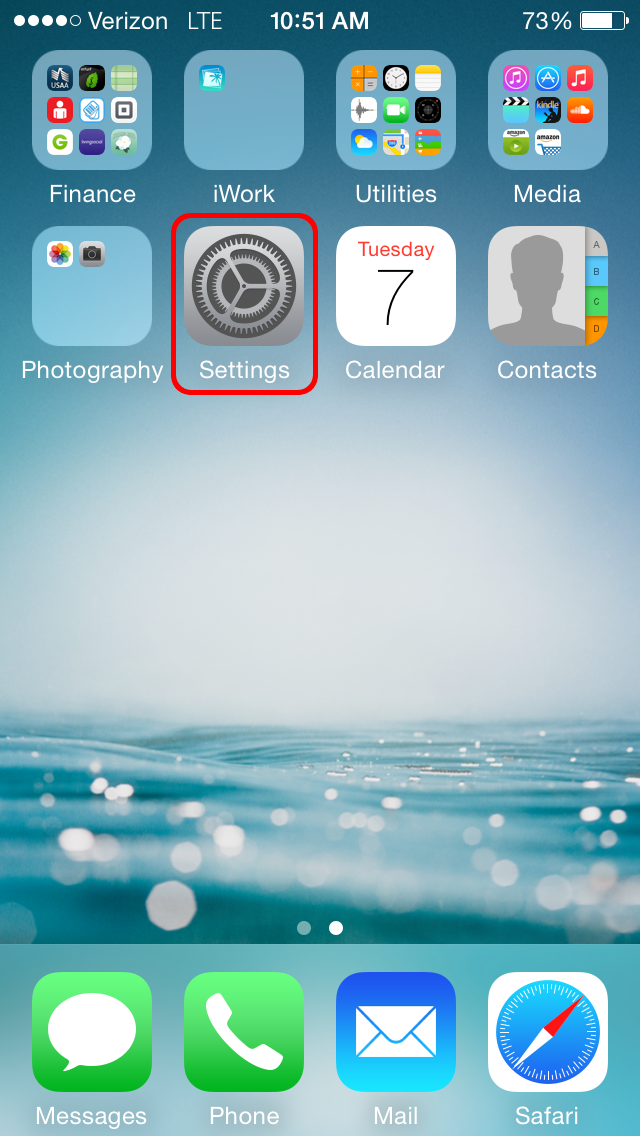 Verizon LTE 10:51 AM 73%
USAA
kindle
amazon
amazon
Finance iWork Utilities Media
Tuesday
7
A
B
C
D
Photography Settings Calendar Contacts
Messages Phone Mail Safari